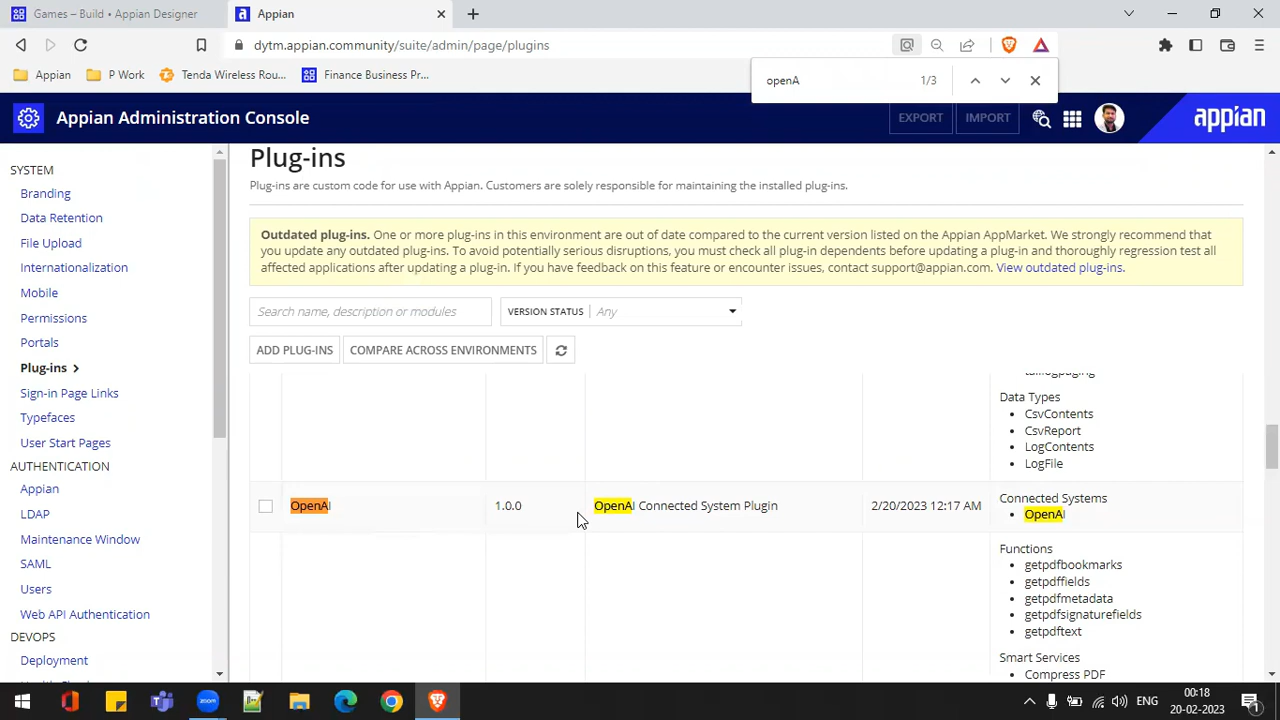 Games – Build • Appian Designer
Appian
dytm.appian.community/suite/admin/page/plugins
Appian
P Work
Tenda Wireless Rou...
Finance Business Pr...
openA
1/3
Appian Administration Console
EXPORT
IMPORT
appian
SYSTEM
Branding
Data Retention
File Upload
Internationalization
Mobile
Permissions
Portals
Plug-ins
Sign-in Page Links
Typefaces
User Start Pages
AUTHENTICATION
Appian
LDAP
Maintenance Window
SAML
Users
Web API Authentication
DEVOPS
Deployment
Plug-ins
Plug-ins are custom code for use with Appian. Customers are solely responsible for maintaining the installed plug-ins.
Outdated plug-ins. One or more plug-ins in this environment are out of date compared to the current version listed on the Appian AppMarket. We strongly recommend that
you update any outdated plug-ins. To avoid potentially serious disruptions, you must check all plug-in dependents before updating a plug-in and thoroughly regression test all
affected applications after updating a plug-in. If you have feedback on this feature or encounter issues, contact support@appian.com. View outdated plug-ins.
Search name, description or modules
VERSION STATUS
Any
ADD PLUG-INS
COMPARE ACROSS ENVIRONMENTS
Data Types
• CsvContents
• CsvReport
• LogContents
• LogFile
OpenAI
1.0.0
OpenAI Connected System Plugin
2/20/2023 12:17 AM
Connected Systems
• OpenAI
Functions
• getpdfbookmarks
• getpdffields
• getpdfmetadata
• getpdfsignaturefields
• getpdftext
Smart Services
• Compress PDF
ENG
00:18
20-02-2023
1